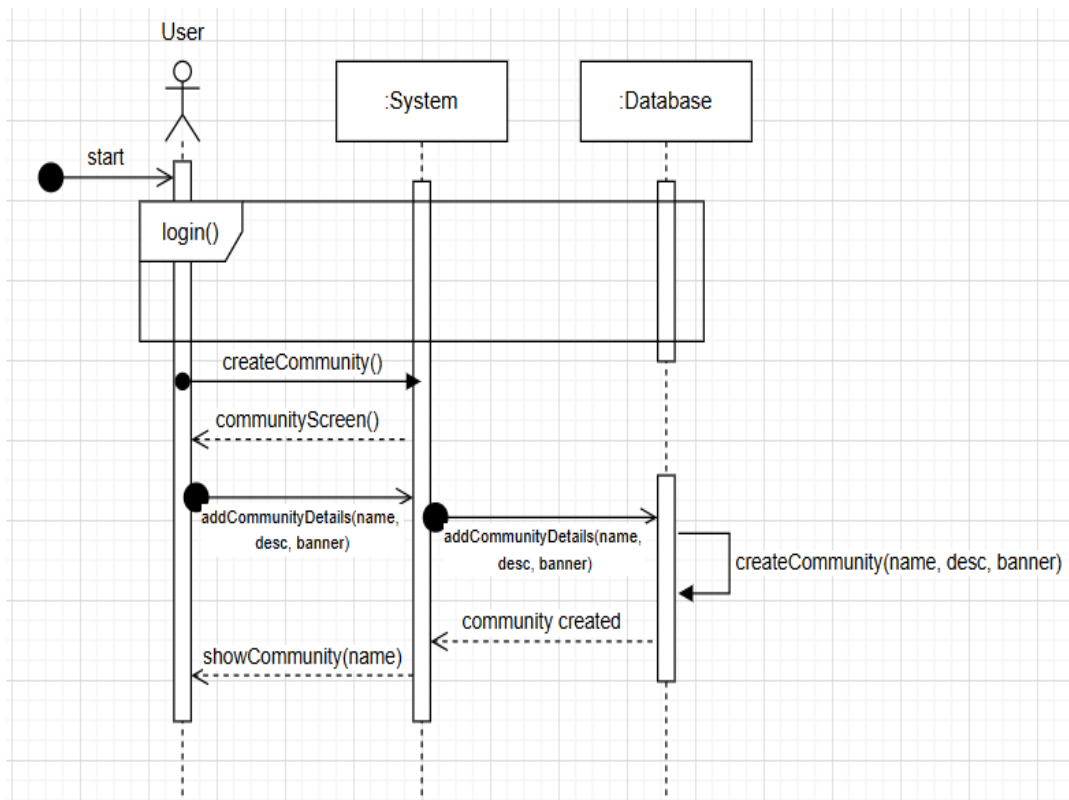 User
:System
:Database
start
login()
createCommunity()
communityScreen()
addCommunityDetails(name,
desc, banner)
addCommunityDetails(name,
desc, banner)
createCommunity(name, desc, banner)
community created
showCommunity(name)